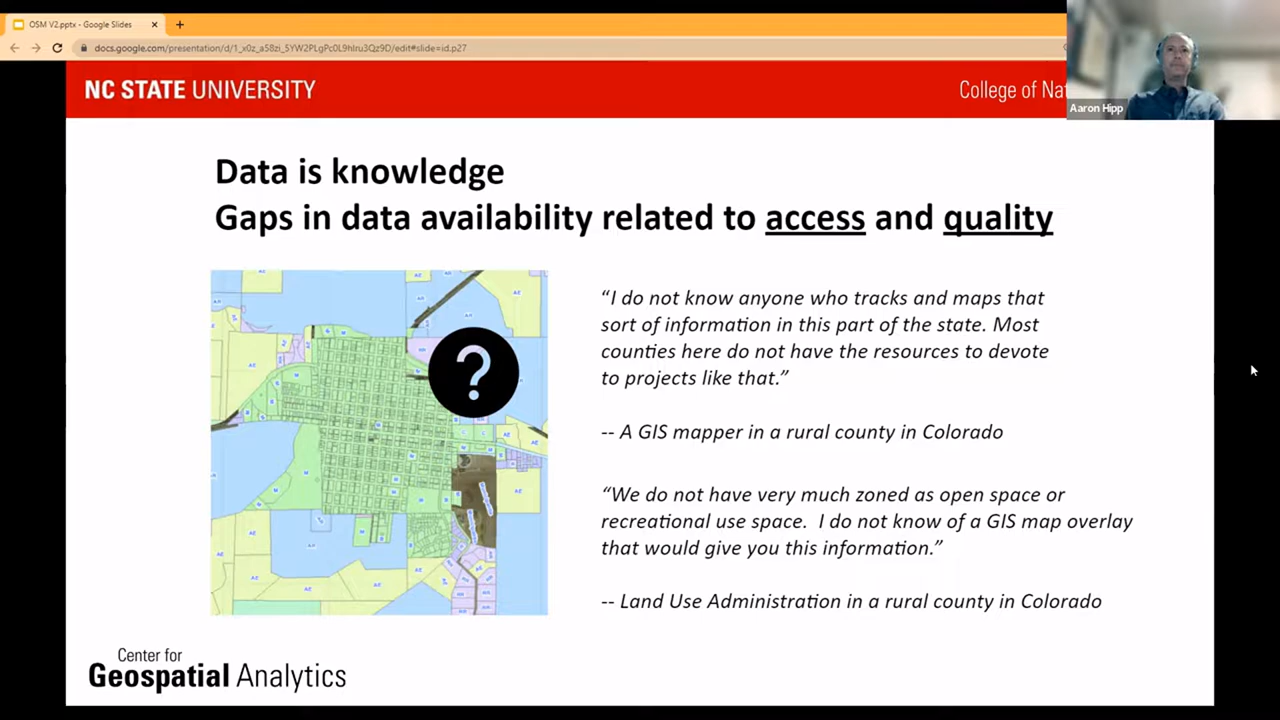 OSM V2.pptx - Google Slides
docs.google.com/presentation/d/1_x0z_a58zi_5YW2PLgPc0L9hIru3Qz9D/edit#slide=id.p27
NC STATE UNIVERSITY
College of Na
Aaron Hipp
Data is knowledge
Gaps in data availability related to access and quality
“I do not know anyone who tracks and maps that
sort of information in this part of the state. Most
counties here do not have the resources to devote
to projects like that.”
-- A GIS mapper in a rural county in Colorado
“We do not have very much zoned as open space or
recreational use space. I do not know of a GIS map overlay
that would give you this information.”
-- Land Use Administration in a rural county in Colorado
?
Center for
Geospatial Analytics